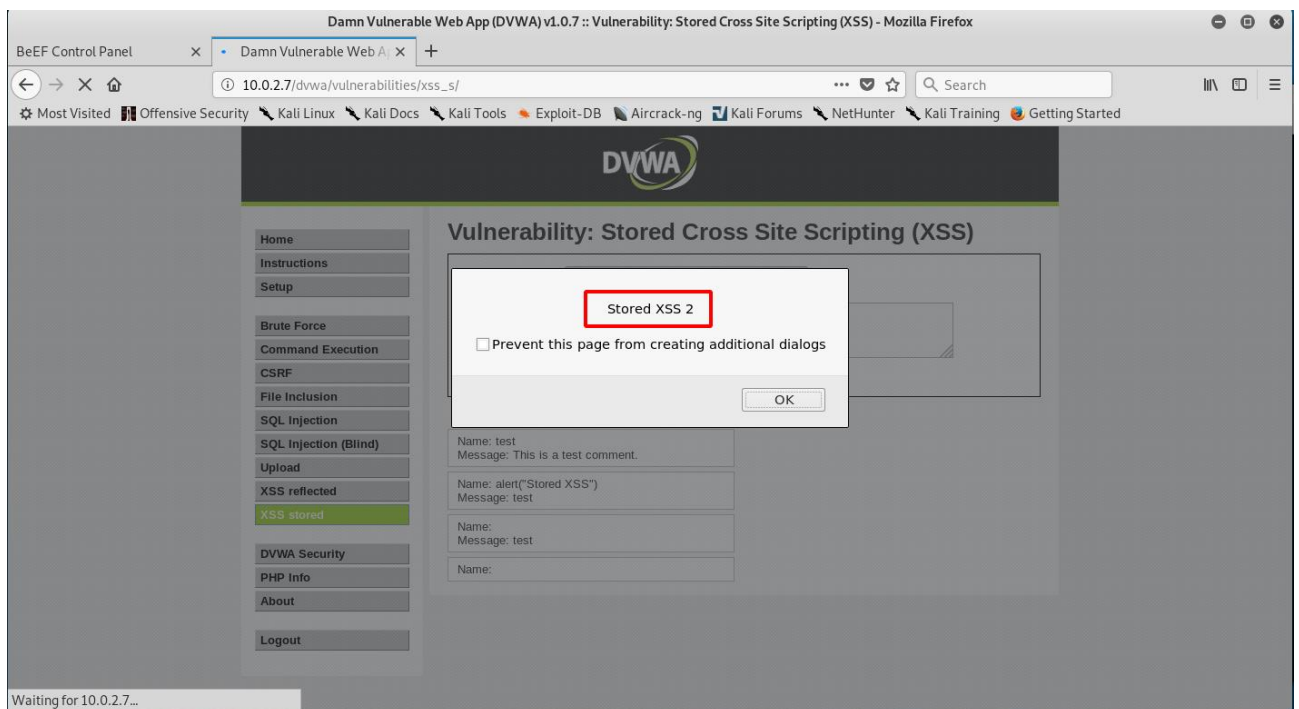 Damn Vulnerable Web App (DVWA) v1.0.7 :: Vulnerability: Stored Cross Site Scripting (XSS) - Mozilla Firefox
BeEF Control Panel
Damn Vulnerable Web A
10.0.2.7/dvwa/vulnerabilities/xss_s/
Search
Most Visited Offensive Security Kali Linux Kali Docs Kali Tools Exploit-DB Aircrack-ng Kali Forums NetHunter Kali Training Getting Started
DVWA
Home
Instructions
Setup
Brute Force
Command Execution
CSRF
File Inclusion
SQL Injection
SQL Injection (Blind)
Upload
XSS reflected
XSS stored
DVWA Security
PHP Info
About
Logout
Vulnerability: Stored Cross Site Scripting (XSS)
Stored XSS 2
Prevent this page from creating additional dialogs
OK
Name: test
Message: This is a test comment.
Name: alert("Stored XSS")
Message: test
Name:
Message: test
Name:
Waiting for 10.0.2.7...